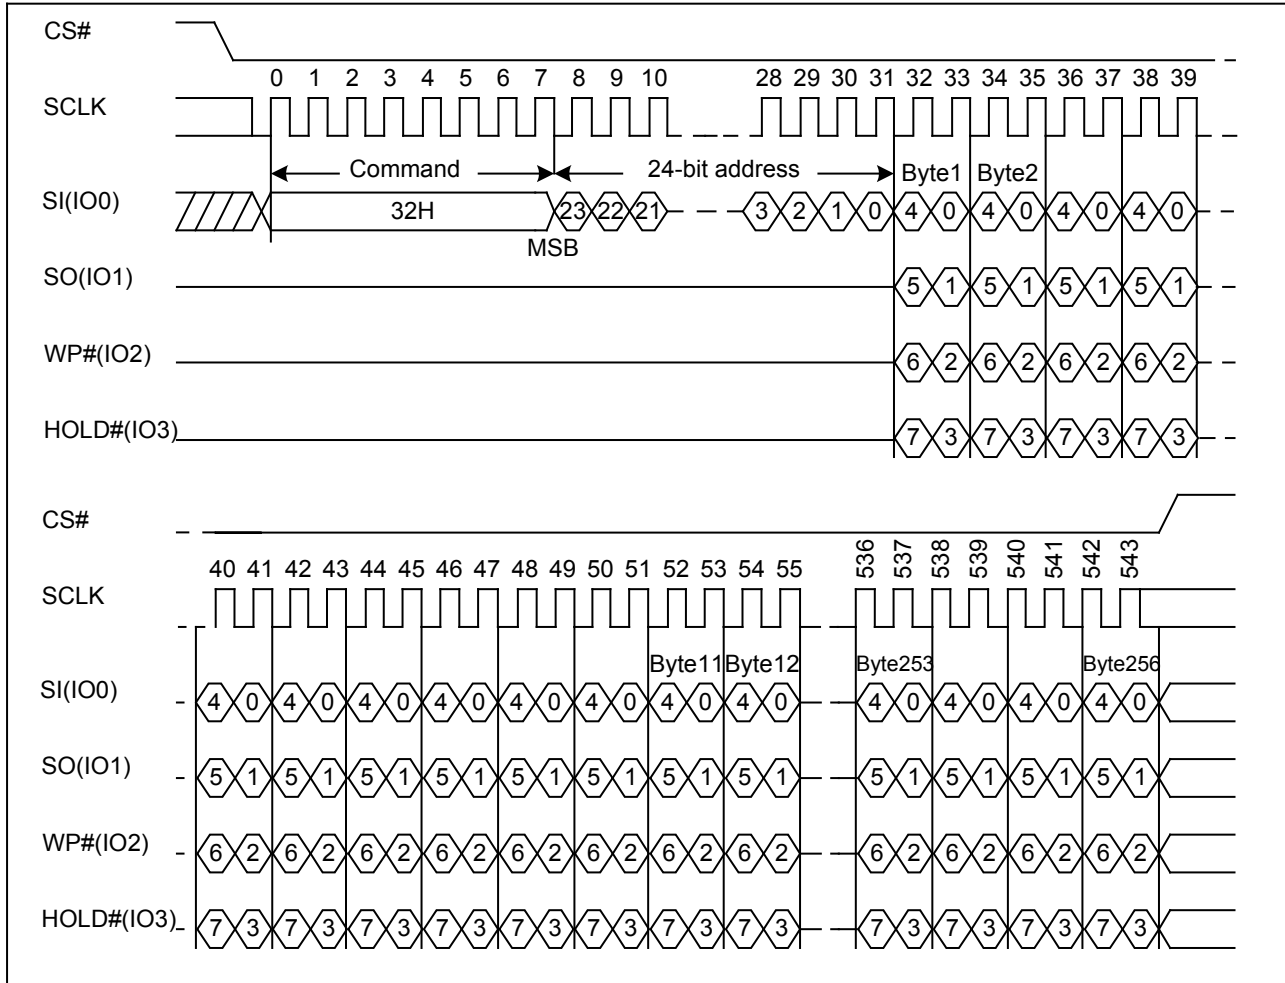 CS#
0 1 2 3 4 5 6 7 8 9 10 28 29 30 31 32 33 34 35 36 37 38 39
SCLK
Command 24-bit address Byte1 Byte2
SI(IO0) 32H 23 22 21 3 2 1 0 4 0 4 0 4 0 4 0
MSB
SO(IO1) 5 1 5 1 5 1 5 1
WP#(IO2) 6 2 6 2 6 2 6 2
HOLD#(IO3) 7 3 7 3 7 3 7 3
CS#
40 41 42 43 44 45 46 47 48 49 50 51 52 53 54 55 536 537 538 539 540 541 542 543
SCLK
Byte11 Byte12 Byte253 Byte256
SI(IO0) 4 0 4 0 4 0 4 0 4 0 4 0 4 0 4 0 4 0 4 0 4 0 4 0
SO(IO1) 5 1 5 1 5 1 5 1 5 1 5 1 5 1 5 1 5 1 5 1 5 1 5 1
WP#(IO2) 6 2 6 2 6 2 6 2 6 2 6 2 6 2 6 2 6 2 6 2 6 2 6 2
HOLD#(IO3) 7 3 7 3 7 3 7 3 7 3 7 3 7 3 7 3 7 3 7 3 7 3 7 3